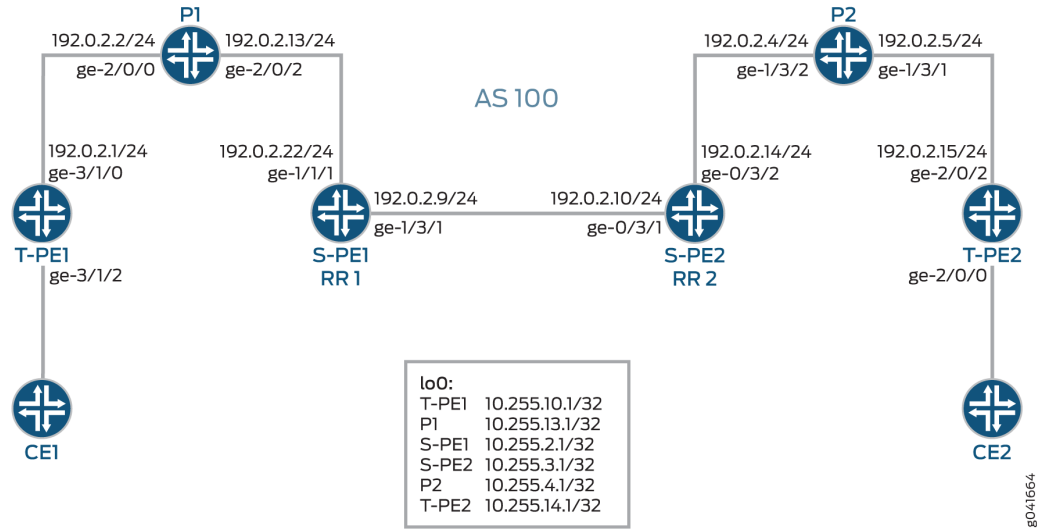 P1
P2
192.0.2.2/24
192.0.2.13/24
192.0.2.4/24
192.0.2.5/24
ge-2/0/0
ge-2/0/2
ge-1/3/2
ge-1/3/1
AS 100
192.0.2.1/24
192.0.2.22/24
192.0.2.14/24
192.0.2.15/24
ge-3/1/0
ge-1/1/1
ge-0/3/2
ge-2/0/2
192.0.2.9/24
192.0.2.10/24
ge-1/3/1
ge-0/3/1
T-PE1
S-PE1
RR 1
S-PE2
RR 2
T-PE2
ge-3/1/2
ge-2/0/0
lo0:
T-PE1 10.255.10.1/32
P1 10.255.13.1/32
S-PE1 10.255.2.1/32
S-PE2 10.255.3.1/32
P2 10.255.4.1/32
T-PE2 10.255.14.1/32
CE1
CE2
g041664